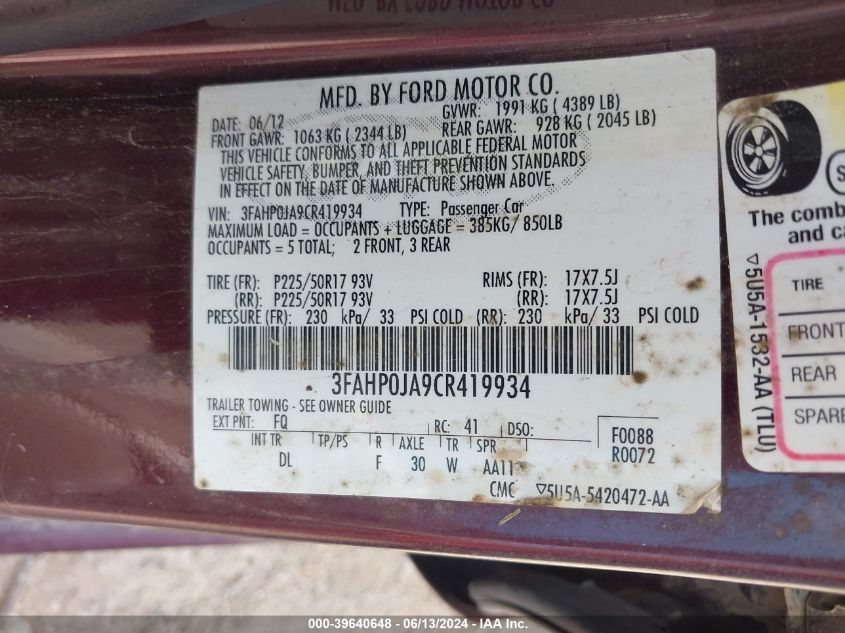 MFD. BY FORD MOTOR CO.
DATE: 06/12 GVWR: 1991 KG ( 4389 LB)
FRONT GAWR: 1063 KG ( 2344 LB) REAR GAWR: 928 KG ( 2045 LB)
THIS VEHICLE CONFORMS TO ALL APPLICABLE FEDERAL MOTOR
VEHICLE SAFETY, BUMPER, AND THEFT PREVENTION STANDARDS
IN EFFECT ON THE DATE OF MANUFACTURE SHOWN ABOVE.
VIN: 3FAHP0JA9CR419934 TYPE: Passenger Car
MAXIMUM LOAD = OCCUPANTS + LUGGAGE = 385KG/ 850LB
OCCUPANTS = 5 TOTAL; 2 FRONT, 3 REAR
TIRE (FR): P225/50R17 93V RIMS (FR): 17X7.5J
(RR): P225/50R17 93V (RR): 17X7.5J
PRESSURE (FR): 230 kPa/ 33 PSI COLD (RR): 230 kPa/ 33 PSI COLD
3FAHP0JA9CR419934
TRAILER TOWING - SEE OWNER GUIDE
EXT PNT: FQ RC: 41 DSO:
F0088
R0072
INT TR TP/PS R AXLE TR SPR
DL F 30 W AA11
CMC ▽5U5A-5420472-AA
The comb
and ca
TIRE
FRONT
REAR
SPARE
▽5U5A-1532-AA (TLU)
000-39640648 - 06/13/2024 - IAA Inc.